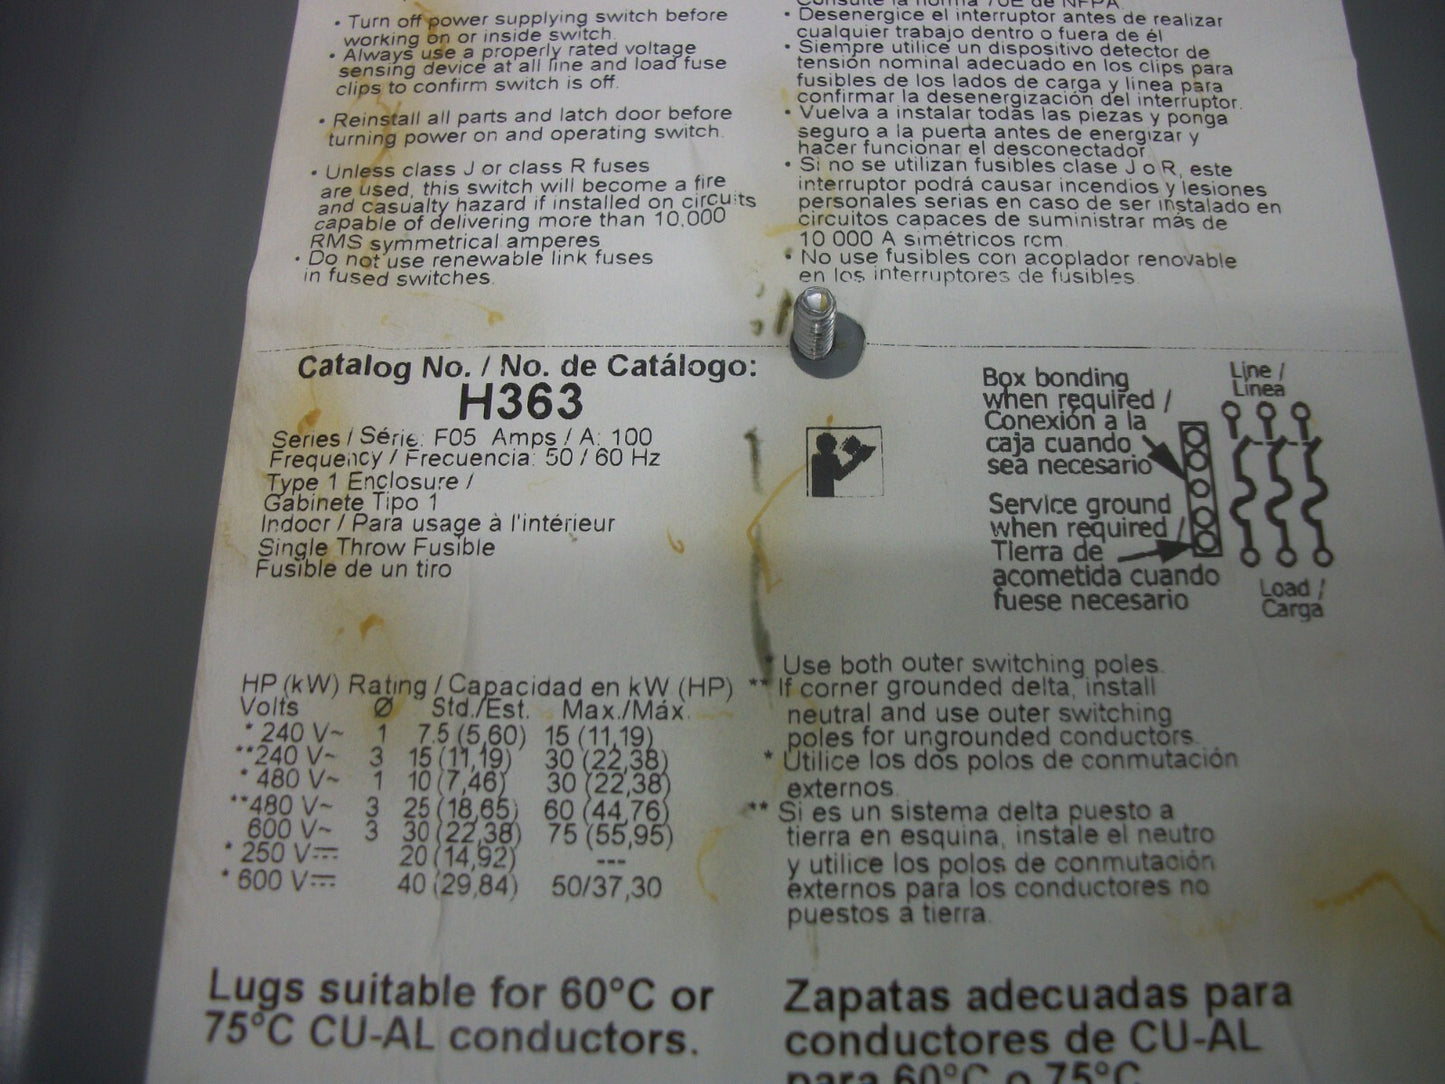 • Turn off power supplying switch before
working on or inside switch.
• Always use a properly rated voltage
sensing device at all line and load fuse
clips to confirm switch is off.
• Reinstall all parts and latch door before
turning power on and operating switch.
• Unless class J or class R fuses
are used, this switch will become a fire
and casualty hazard if installed on circuits
capable of delivering more than 10,000
RMS symmetrical amperes
• Do not use renewable link fuses
in fused switches.
Consulte la norma 70E de NFPA.
• Desenergice el interruptor antes de realizar
cualquier trabajo dentro o fuera de él
• Siempre utilice un dispositivo detector de
tensión nominal adecuado en los clips para
fusibles de los lados de carga y linea para
confirmar la desenergización del interruptor.
• Vuelva a instalar todas las piezas y ponga
seguro a la puerta antes de energizar y
hacer funcionar el desconectador
• Si no se utilizan fusibles clase J o R, este
interruptor podrá causar incendios y lesiones
personales serias en caso de ser instalado en
circuitos capaces de suministrar más de
10 000 A simétricos rcm.
• No use fusibles con acoplador renovable
en los interruptores de fusibles.
Catalog No. / No. de Catálogo:
H363
Series / Série: F05 Amps / A: 100
Frequency / Frecuencia: 50 / 60 Hz
Type 1 Enclosure /
Gabinete Tipo 1
Indoor / Para usage à l'intérieur
Single Throw Fusible
Fusible de un tiro
Box bonding
when required /
Conexión a la
caja cuando
sea necesario
Service ground
when required /
Tierra de
acometida cuando
fuese necesario
Line /
Linea
Load /
Carga
HP (kW) Rating / Capacidad en kW (HP)
Volts Ø Std./Est. Max./Máx.
* 240 V~ 1 7.5 (5,60) 15 (11,19)
**240 V~ 3 15 (11,19) 30 (22,38)
* 480 V~ 1 10 (7,46) 30 (22,38)
**480 V~ 3 25 (18,65) 60 (44,76)
600 V~ 3 30 (22,38) 75 (55,95)
* 250 V⎓ 20 (14,92) ---
* 600 V⎓ 40 (29,84) 50/37,30
* Use both outer switching poles.
** If corner grounded delta, install
neutral and use outer switching
poles for ungrounded conductors.
* Utilice los dos polos de conmutación
externos.
** Si es un sistema delta puesto a
tierra en esquina, instale el neutro
y utilice los polos de conmutación
externos para los conductores no
puestos a tierra.
Lugs suitable for 60°C or
75°C CU-AL conductors.
Zapatas adecuadas para
conductores de CU-AL
para 60°C o 75°C